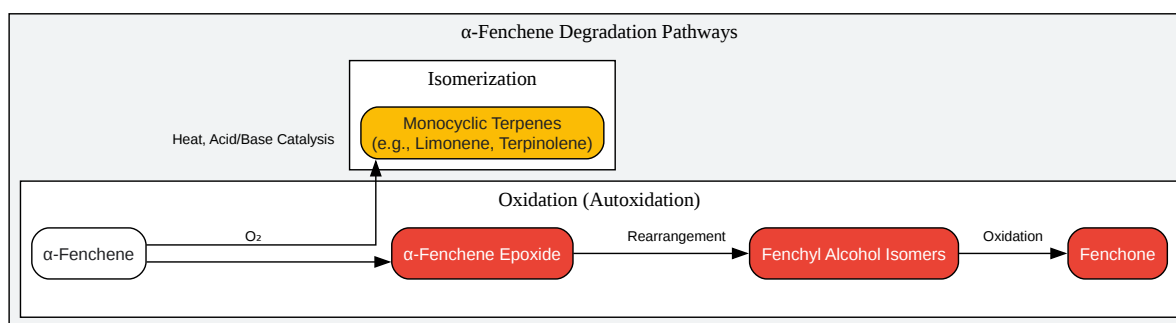 α-Fenchene Degradation Pathways
Isomerization
Monocyclic Terpenes
(e.g., Limonene, Terpinolene)
Heat, Acid/Base Catalysis
Oxidation (Autoxidation)
α-Fenchene
O₂
α-Fenchene Epoxide
Rearrangement
Fenchyl Alcohol Isomers
Oxidation
Fenchone